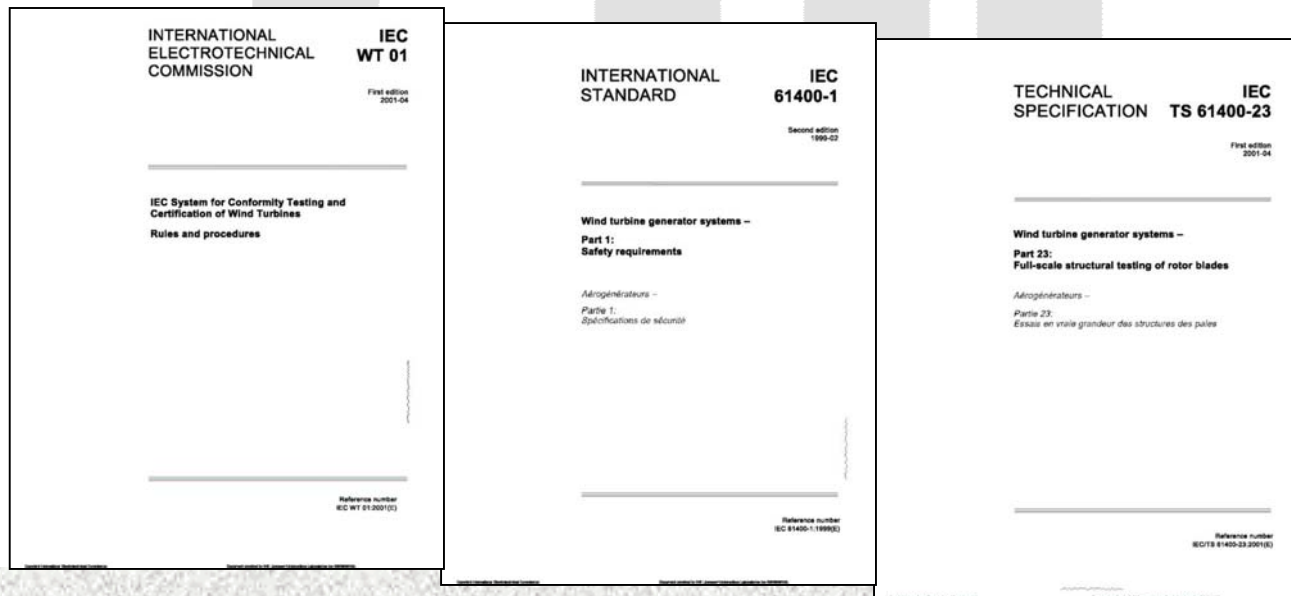 INTERNATIONAL
ELECTROTECHNICAL
COMMISSION
IEC
WT 01
First edition
2001-04
IEC System for Conformity Testing and
Certification of Wind Turbines
Rules and procedures
Reference number
IEC WT 01:2001(E)
INTERNATIONAL
STANDARD
IEC
61400-1
Second edition
1999-02
Wind turbine generator systems –
Part 1:
Safety requirements
Aérogénérateurs –
Partie 1:
Spécifications de sécurité
Reference number
IEC 61400-1:1999(E)
TECHNICAL
SPECIFICATION
IEC
TS 61400-23
First edition
2001-04
Wind turbine generator systems –
Part 23:
Full-scale structural testing of rotor blades
Aérogénérateurs –
Partie 23:
Essais en vraie grandeur des structures des pales
Reference number
IEC/TS 61400-23:2001(E)